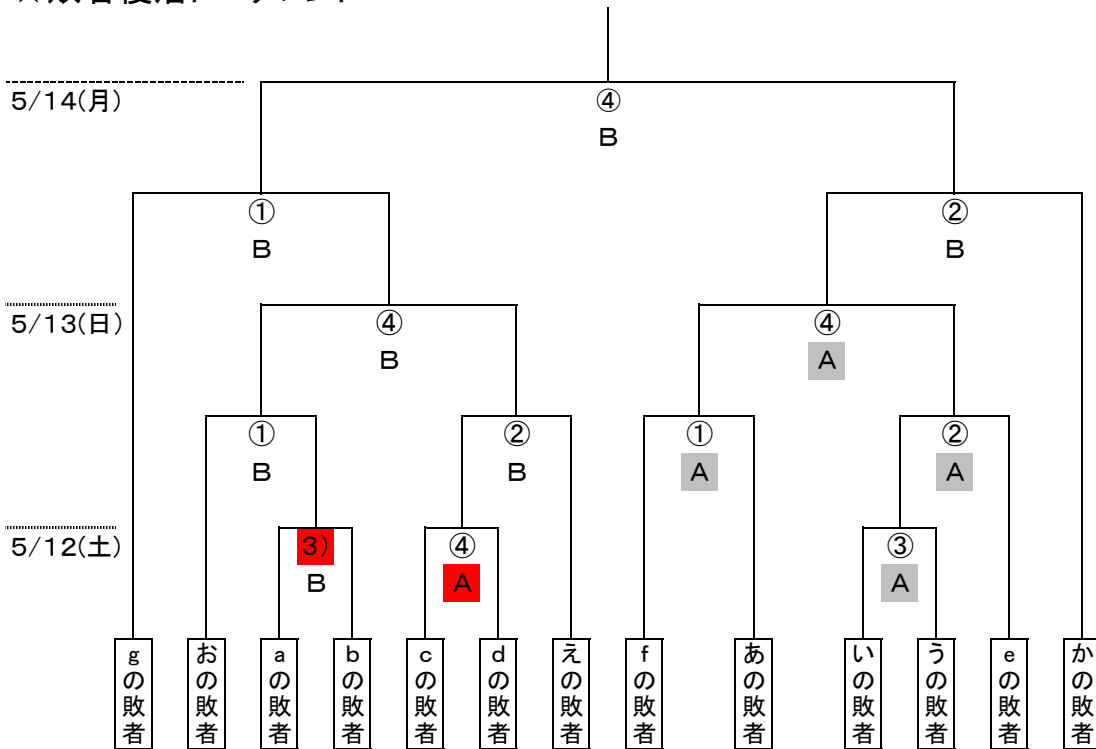 5/14(月)
④
B
①
B
②
B
5/13(日)
④
B
④
A
①
B
②
B
①
A
②
A
5/12(土)
3)
B
④
A
③
A
gの敗者
おの敗者
aの敗者
bの敗者
cの敗者
dの敗者
えの敗者
fの敗者
あの敗者
いの敗者
うの敗者
eの敗者
かの敗者